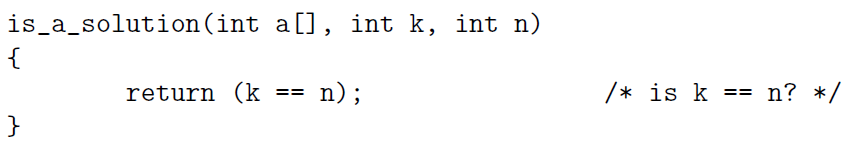 is_a_solution(int a[], int k, int n)
{
        return (k == n);                /* is k == n? */
}